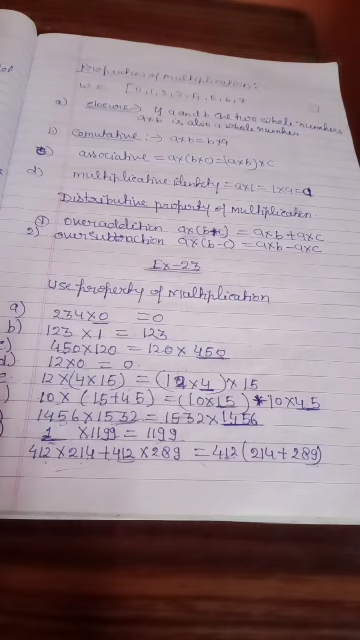 Properties of multiplication:-
W = [0,1,2,3,4,5,6,7 ]
a) closure:- If a and b are two whole numbers
a×b is also a whole number
b) Comutative :→ a×b = b×a
c) associative = a×(b×c) = (a×b)×c
d) multiplicative identity = a×1 = 1×a = a
Distributive property of multiplication
1) over addition a×(b+c) = a×b+a×c
2) over subtraction a×(b-c) = a×b-a×c
Ex-23
Use property of Multiplication
a) 234×0 =0
b) 123 × 1 = 123
c) 450×120 = 120× 450
d) 12×0 = 0
e. 12×(4×15) = (12×4)×15
) 10 × (15+45) = (10×15)+10×45
) 1456×1532 = 1532×1456
) 1 ×1199 = 1199
412×214+412×289 = 412(214+289)